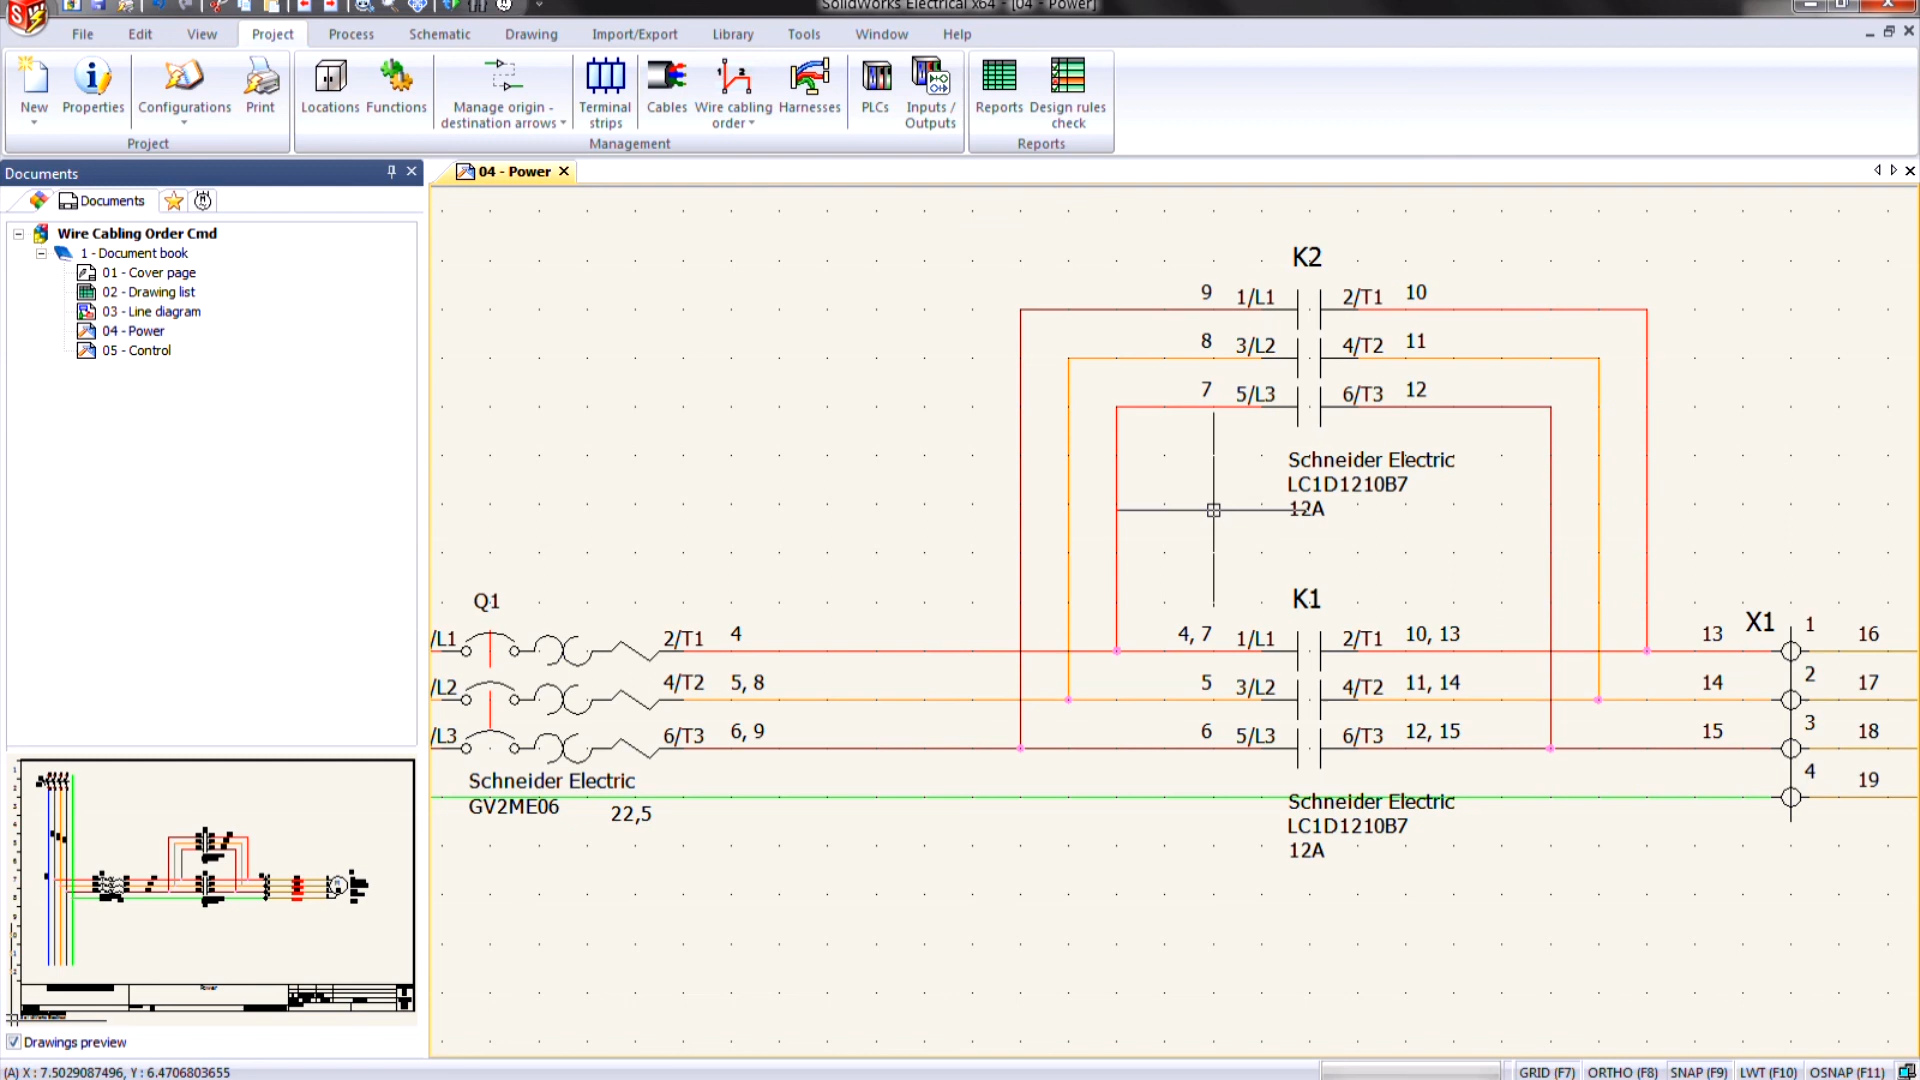 SolidWorks Electrical x64 - [04 - Power]
File Edit View Project Process Schematic Drawing Import/Export Library Tools Window Help
New Properties Configurations Print Locations Functions Manage origin - destination arrows Terminal strips Cables Wire cabling order Harnesses PLCs Inputs / Outputs Reports Design rules check
Project Management Reports
Documents
04 - Power
Documents
Wire Cabling Order Cmd
1 - Document book
01 - Cover page
02 - Drawing list
03 - Line diagram
04 - Power
05 - Control
K2
9 1/L1 2/T1 10
8 3/L2 4/T2 11
7 5/L3 6/T3 12
Schneider Electric
LC1D1210B7
12A
Q1 K1 X1
/L1 2/T1 4 4, 7 1/L1 2/T1 10, 13 13 1 16
/L2 4/T2 5, 8 5 3/L2 4/T2 11, 14 14 2 17
/L3 6/T3 6, 9 6 5/L3 6/T3 12, 15 15 3 18
4 19
Schneider Electric
GV2ME06 22,5
Schneider Electric
LC1D1210B7
12A
Power
Drawings preview
(A) X : 7.5029087496, Y : 6.4706803655
GRID (F7) ORTHO (F8) SNAP (F9) LWT (F10) OSNAP (F11)